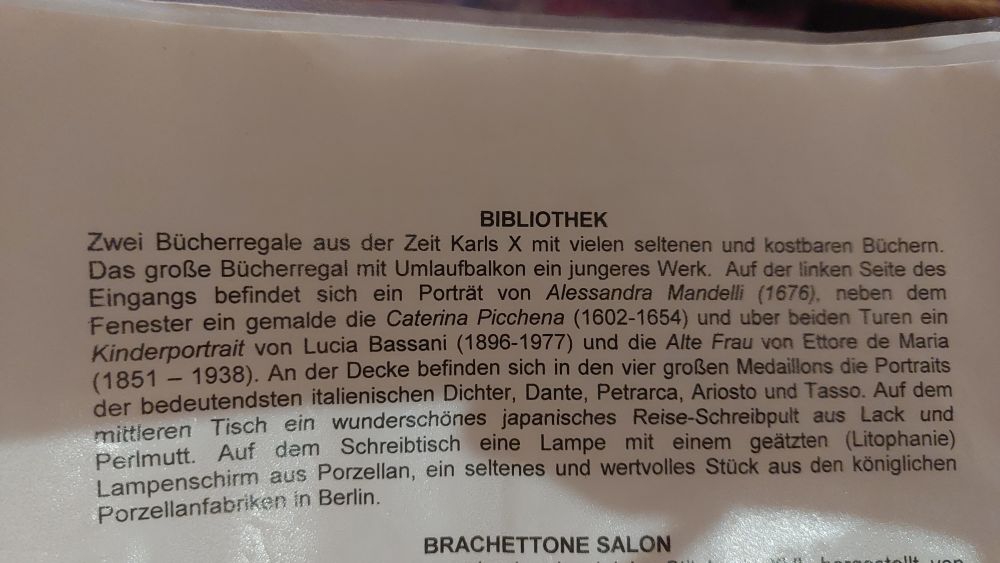 BIBLIOTHEK
Zwei Bücherregale aus der Zeit Karls X mit vielen seltenen und kostbaren Büchern.
Das große Bücherregal mit Umlaufbalkon ein jungeres Werk. Auf der linken Seite des
Eingangs befindet sich ein Porträt von Alessandra Mandelli (1676), neben dem
Fenester ein gemalde die Caterina Picchena (1602-1654) und uber beiden Turen ein
Kinderportrait von Lucia Bassani (1896-1977) und die Alte Frau von Ettore de Maria
(1851 – 1938). An der Decke befinden sich in den vier großen Medaillons die Portraits
der bedeutendsten italienischen Dichter, Dante, Petrarca, Ariosto und Tasso. Auf dem
mittleren Tisch ein wunderschönes japanisches Reise-Schreibpult aus Lack und
Perlmutt. Auf dem Schreibtisch eine Lampe mit einem geätzten (Litophanie)
Lampenschirm aus Porzellan, ein seltenes und wertvolles Stück aus den königlichen
Porzellanfabriken in Berlin.
BRACHETTONE SALON
hergestellt von